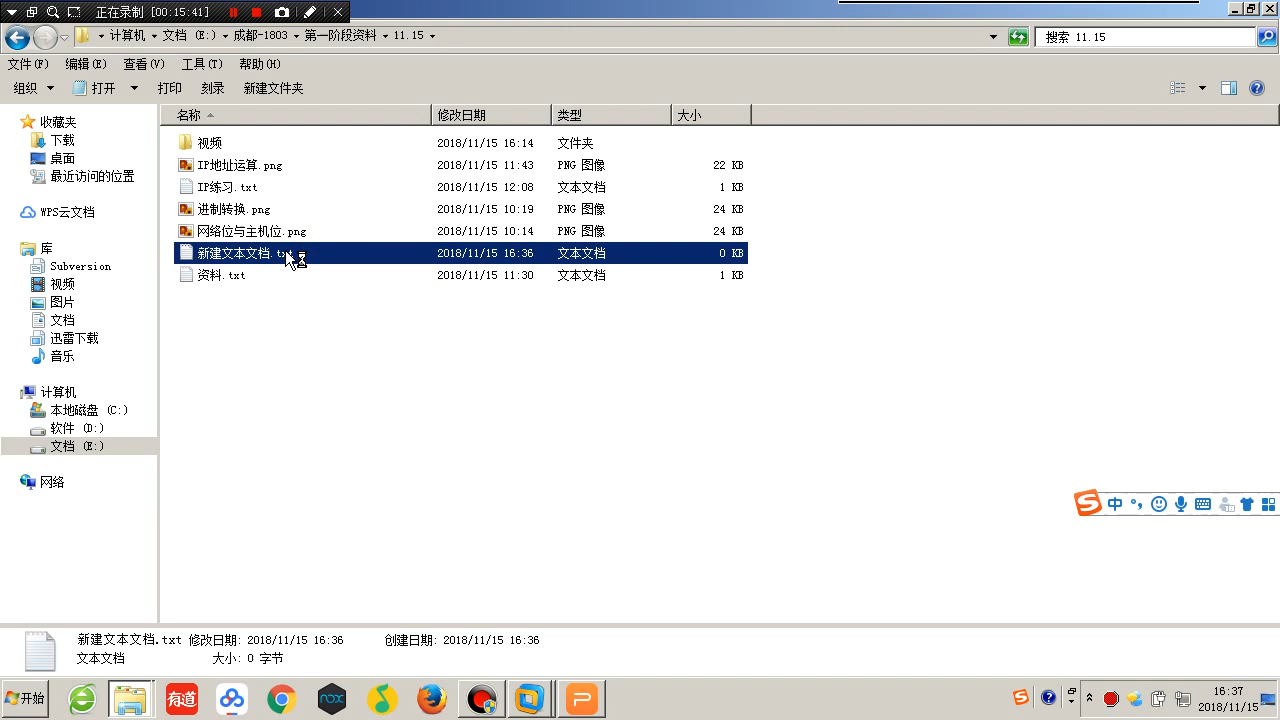 正在录制 [00:15:41]
计算机 文档 (E:) 成都-1803 第一阶段资料 11.15
搜索 11.15
文件(F) 编辑(E) 查看(V) 工具(T) 帮助(H)
组织 打开 打印 刻录 新建文件夹
名称 修改日期 类型 大小
视频 2018/11/15 16:14 文件夹
IP地址运算.png 2018/11/15 11:43 PNG 图像 22 KB
IP练习.txt 2018/11/15 12:08 文本文档 1 KB
进制转换.png 2018/11/15 10:19 PNG 图像 24 KB
网络位与主机位.png 2018/11/15 10:14 PNG 图像 24 KB
新建文本文档.txt 2018/11/15 16:36 文本文档 0 KB
资料.txt 2018/11/15 11:30 文本文档 1 KB
收藏夹
下载
桌面
最近访问的位置
WPS云文档
库
Subversion
视频
图片
文档
迅雷下载
音乐
计算机
本地磁盘 (C:)
软件 (D:)
文档 (E:)
网络
中
新建文本文档.txt 修改日期: 2018/11/15 16:36 创建日期: 2018/11/15 16:36
文本文档 大小: 0 字节
开始
有道
nox
16:37
2018/11/15